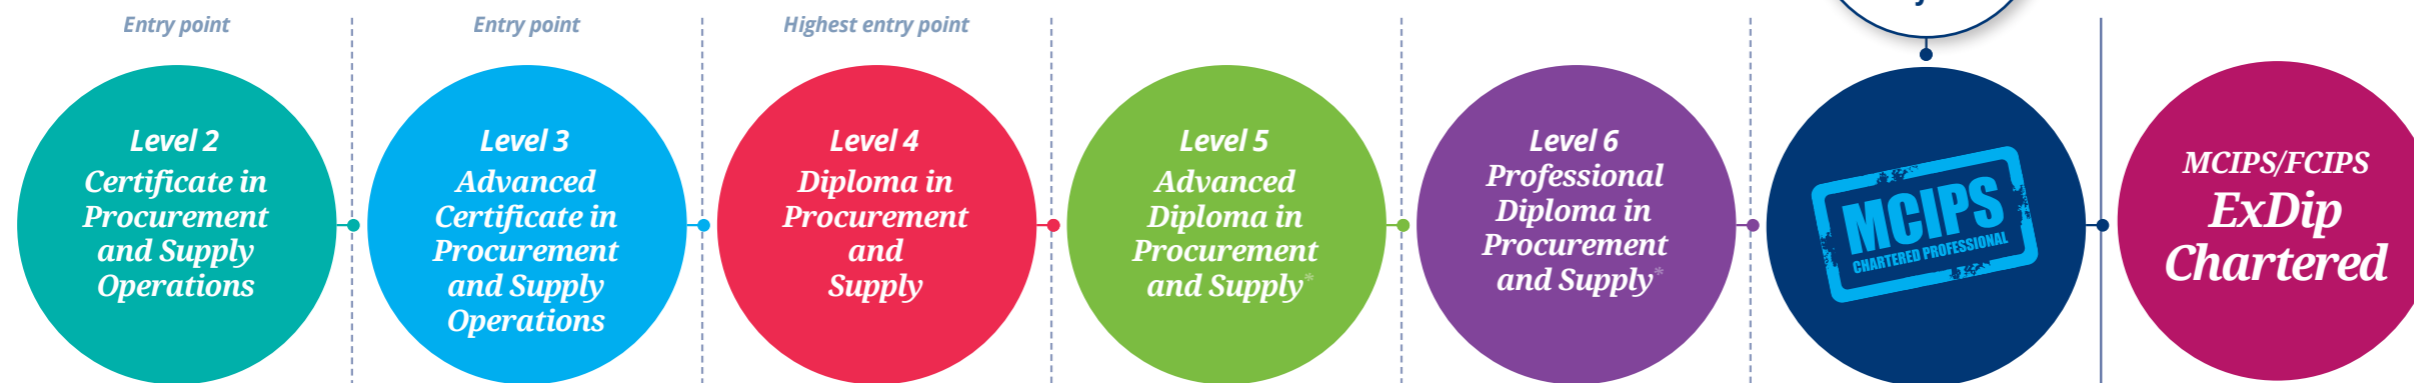 Entry point
Entry point
Highest entry point
Level 2
Certificate in
Procurement
and Supply
Operations
Level 3
Advanced
Certificate in
Procurement
and Supply
Operations
Level 4
Diploma in
Procurement
and
Supply
Level 5
Advanced
Diploma in
Procurement
and Supply*
Level 6
Professional
Diploma in
Procurement
and Supply*
MCIPS
CHARTERED PROFESSIONAL
MCIPS/FCIPS
ExDip
Chartered